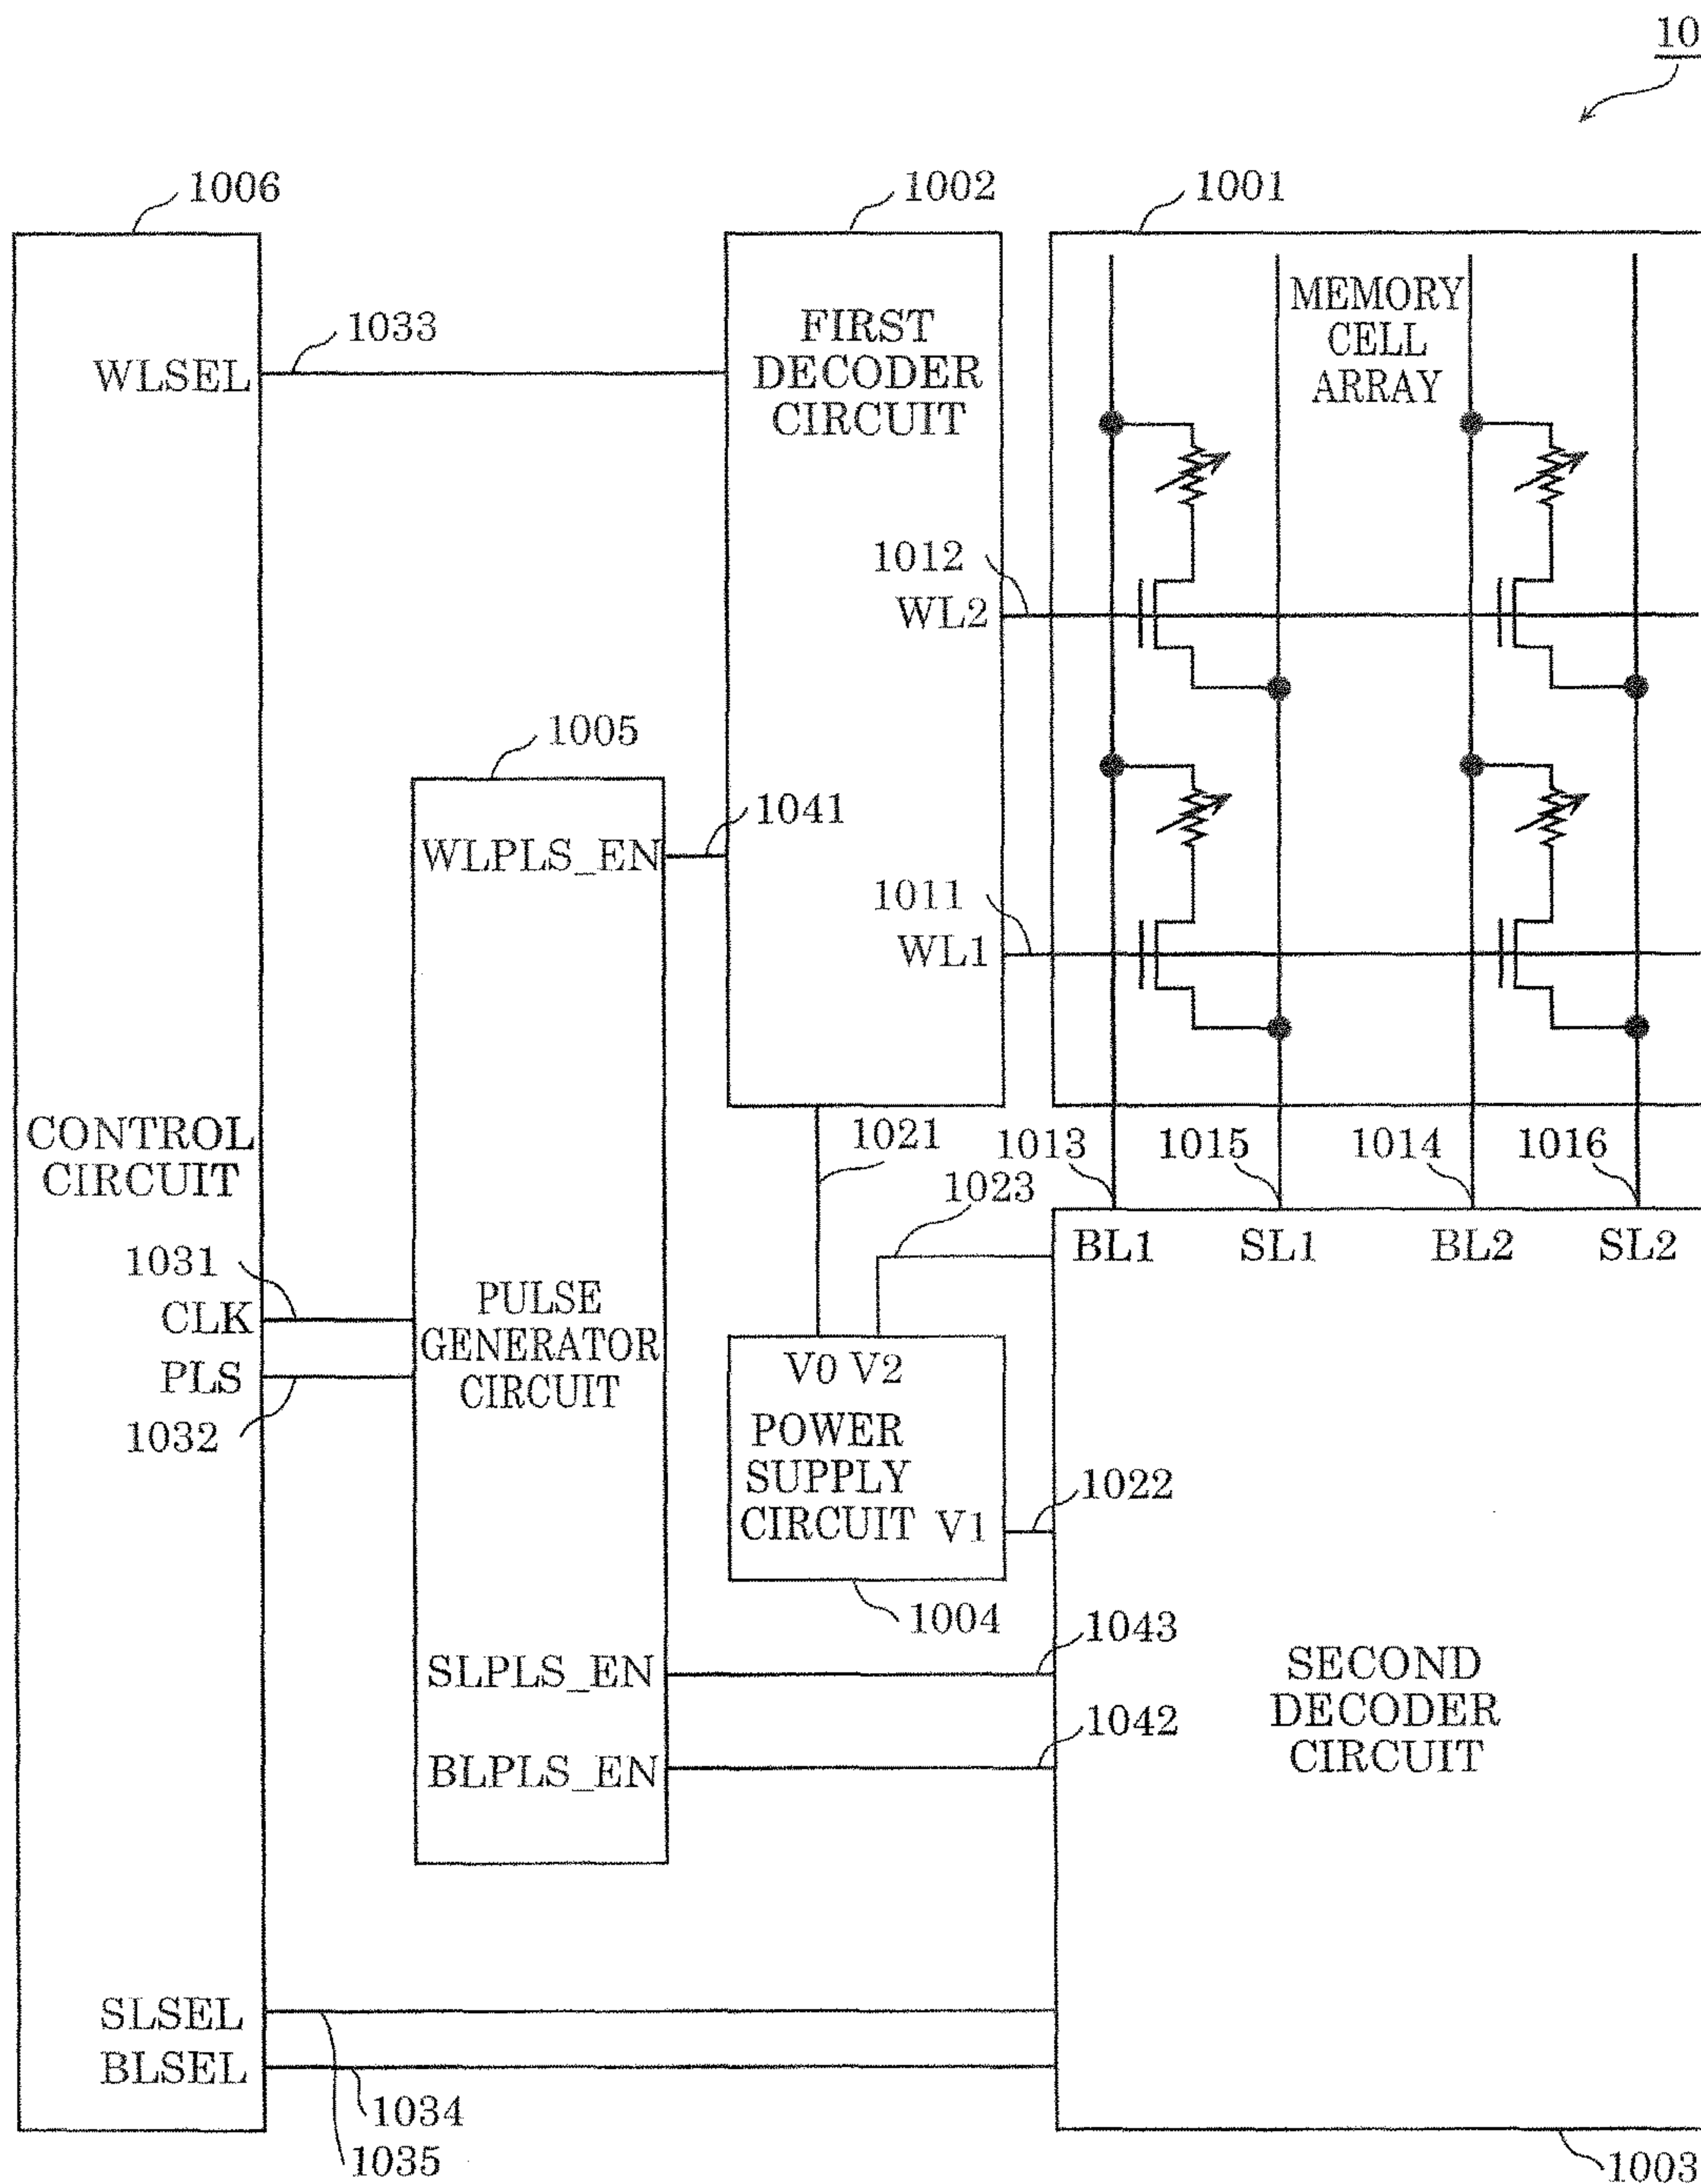 10
1006
1002
1001
WLSEL
1033
FIRST
DECODER
CIRCUIT
MEMORY
CELL
ARRAY
1012
WL2
1005
WLPLS_EN
1041
1011
WL1
CONTROL
CIRCUIT
1021
1013
1015
1014
1016
1023
BL1
SL1
BL2
SL2
1031
CLK
PLS
1032
PULSE
GENERATOR
CIRCUIT
V0 V2
POWER
SUPPLY
CIRCUIT
V1
1022
1004
SLPLS_EN
1043
BLPLS_EN
1042
SECOND
DECODER
CIRCUIT
SLSEL
BLSEL
1034
1035
1003